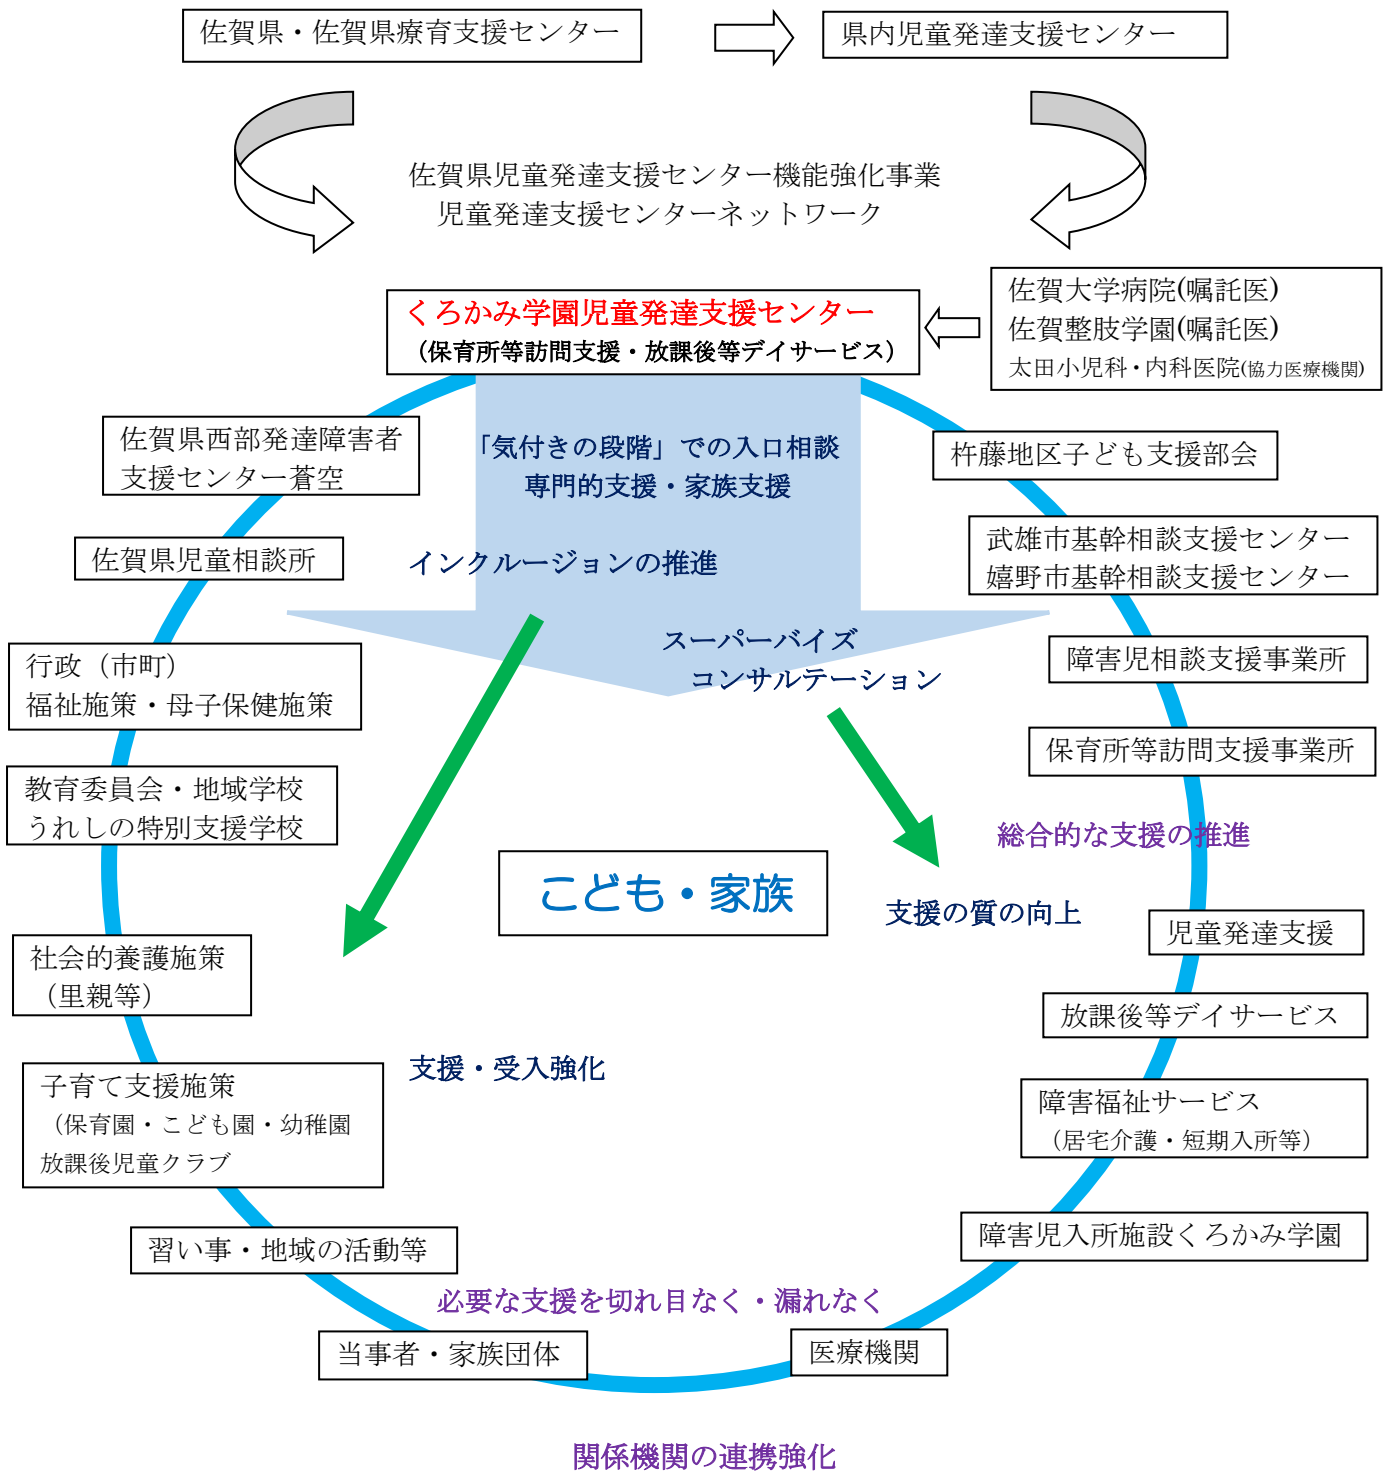 佐賀県・佐賀県療育支援センター
県内児童発達支援センター
佐賀県児童発達支援センター機能強化事業
児童発達支援センターネットワーク
くろかみ学園児童発達支援センター
（保育所等訪問支援・放課後等デイサービス）
佐賀大学病院(嘱託医)
佐賀整肢学園(嘱託医)
太田小児科・内科医院(協力医療機関)
佐賀県西部発達障害者
支援センター蒼空
「気付きの段階」での入口相談
専門的支援・家族支援
杵藤地区子ども支援部会
佐賀県児童相談所
インクルージョンの推進
武雄市基幹相談支援センター
嬉野市基幹相談支援センター
行政（市町）
福祉施策・母子保健施策
スーパーバイズ
コンサルテーション
障害児相談支援事業所
保育所等訪問支援事業所
教育委員会・地域学校
うれしの特別支援学校
総合的な支援の推進
こども・家族
支援の質の向上
児童発達支援
社会的養護施策
（里親等）
放課後等デイサービス
子育て支援施策
（保育園・こども園・幼稚園
放課後児童クラブ
支援・受入強化
障害福祉サービス
（居宅介護・短期入所等）
習い事・地域の活動等
障害児入所施設くろかみ学園
必要な支援を切れ目なく・漏れなく
当事者・家族団体
医療機関
関係機関の連携強化